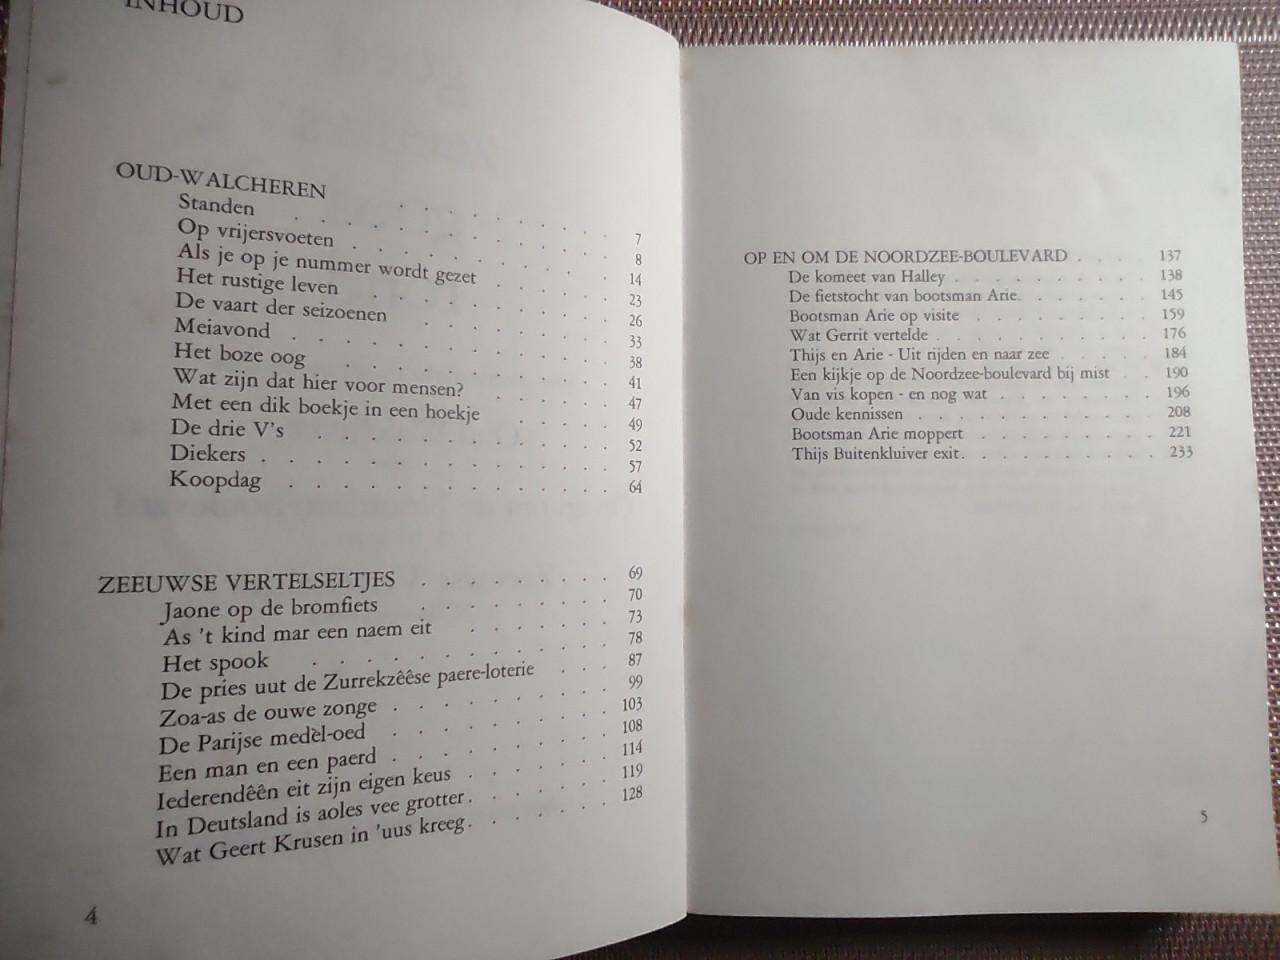 INHOUD
OUD-WALCHEREN . . . . . . . . . . 7
Standen . . . . . . . . . . . . . 8
Op vrijersvoeten . . . . . . . . . . . 14
Als je op je nummer wordt gezet . . . . . 23
Het rustige leven . . . . . . . . . . 26
De vaart der seizoenen . . . . . . . . 33
Meiavond . . . . . . . . . . . . . 38
Het boze oog . . . . . . . . . . . 41
Wat zijn dat hier voor mensen? . . . . . 47
Met een dik boekje in een hoekje . . . . . 49
De drie V's . . . . . . . . . . . . 52
Diekers . . . . . . . . . . . . . . 57
Koopdag . . . . . . . . . . . . . 64
ZEEUWSE VERTELSELTJES . . . . . . . . . 69
Jaone op de bromfiets . . . . . . . . 70
As 't kind mar een naem eit . . . . . . 73
Het spook . . . . . . . . . . . . 78
De pries uut de Zurrekzêêse paere-loterie . . . 87
Zoa-as de ouwe zonge . . . . . . . . . 99
De Parijse medèl-oed . . . . . . . . . 103
Een man en een paerd . . . . . . . . . 108
Iederendêên eit zijn eigen keus . . . . . . 114
In Deutsland is aoles vee grotter . . . . . . 119
Wat Geert Krusen in 'uus kreeg . . . . . . 128
4
OP EN OM DE NOORDZEE-BOULEVARD . . . . 137
De komeet van Halley . . . . . . . . . . 138
De fietstocht van bootsman Arie . . . . . . . 145
Bootsman Arie op visite . . . . . . . . . 159
Wat Gerrit vertelde . . . . . . . . . . . 176
Thijs en Arie - Uit rijden en naar zee . . . . . 184
Een kijkje op de Noordzee-boulevard bij mist . . 190
Van vis kopen - en nog wat . . . . . . . . 196
Oude kennissen . . . . . . . . . . . . 208
Bootsman Arie moppert . . . . . . . . . 221
Thijs Buitenkluiver exit . . . . . . . . . . 233
5